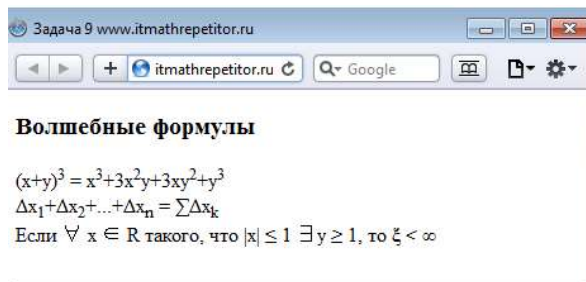 Задача 9 www.itmathrepetitor.ru
itmathrepetitor.ru Google
Волшебные формулы
(x+y)³ = x³+3x²y+3xy²+y³
Δx₁+Δx₂+...+Δxₙ = ∑Δxₖ
Если ∀ x ∈ R такого, что |x| ≤ 1 ∃ y ≥ 1, то ξ < ∞